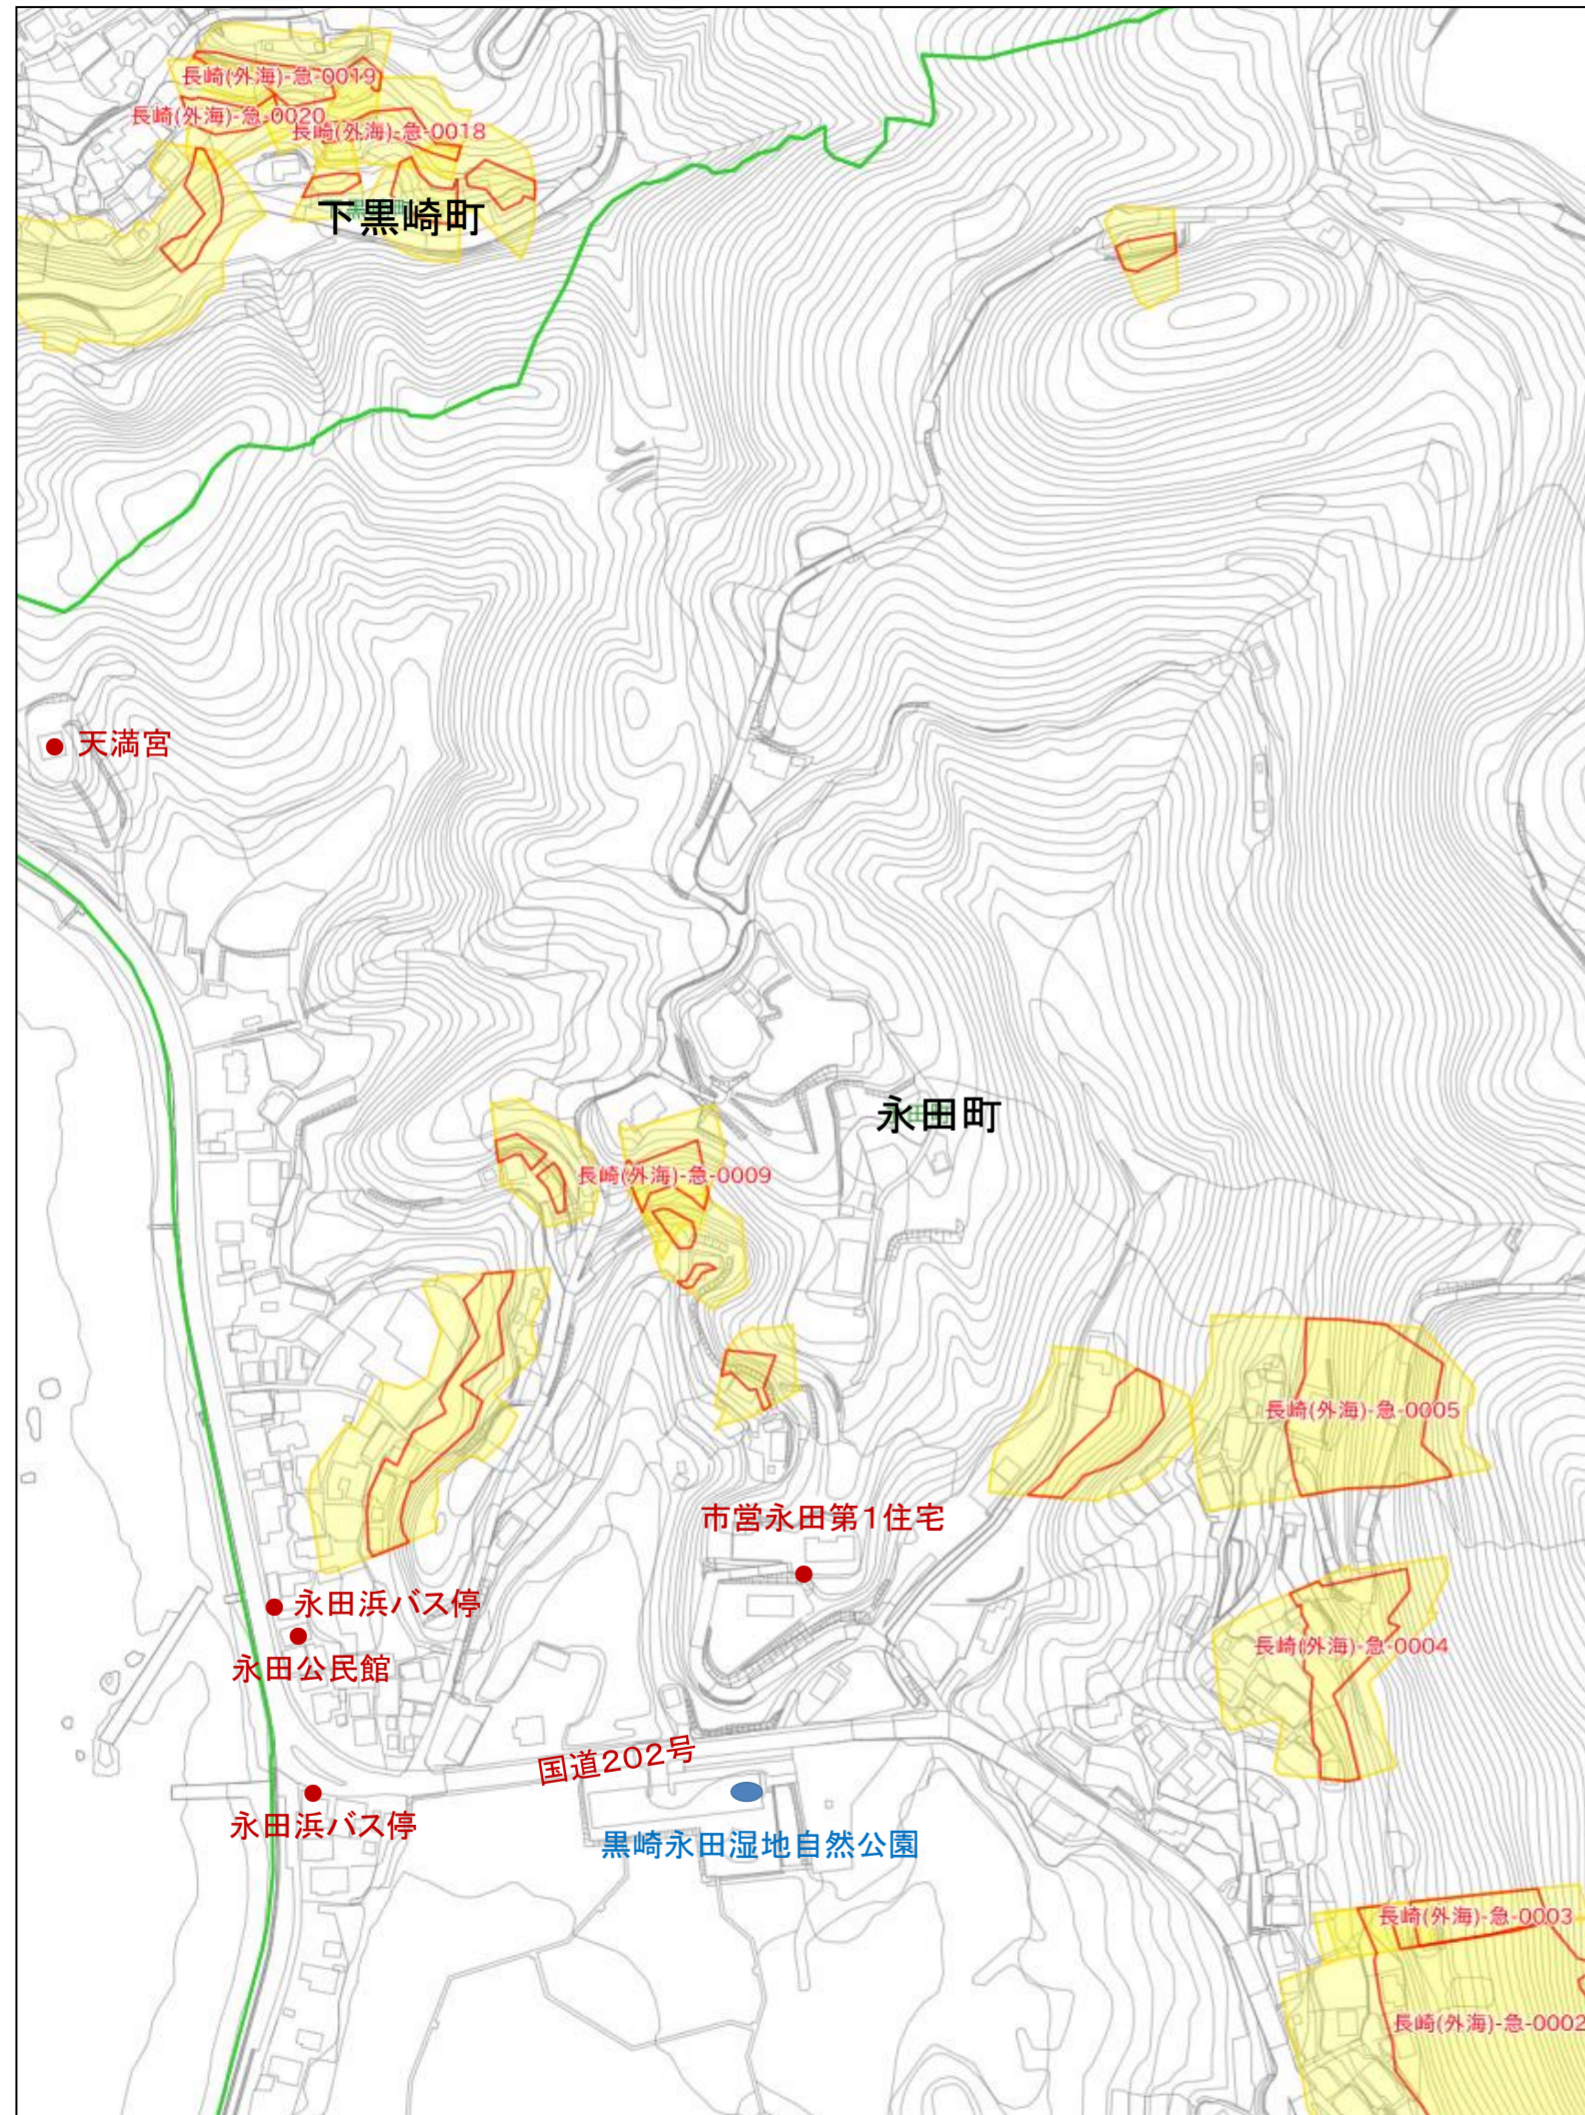 長崎(外海)-急-0019
長崎(外海)-急-0020
長崎(外海)-急-0018
下黒崎町
天満宮
永田町
長崎(外海)-急-0009
長崎(外海)-急-0005
市営永田第1住宅
永田浜バス停
永田公民館
長崎(外海)-急-0004
国道202号
永田浜バス停
黒崎永田湿地自然公園
長崎(外海)-急-0003
長崎(外海)-急-0002